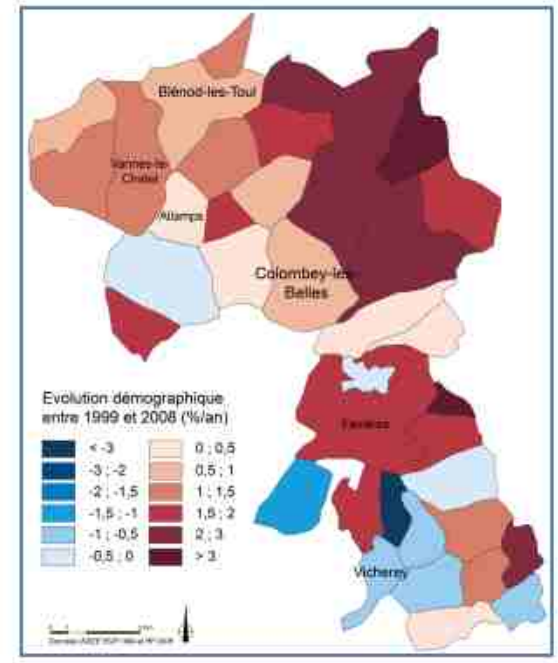 Blénod-les-Toul
Vannes-le-
Chatel
Allamps
Colombey-les-
Belles
Favières
Vicherey
Evolution démographique
entre 1999 et 2008 (%/an)
< -3
-3 ; -2
-2 ; -1,5
-1,5 ; -1
-1 ; -0,5
-0,5 ; 0
0 ; 0,5
0,5 ; 1
1 ; 1,5
1,5 ; 2
2 ; 3
> 3